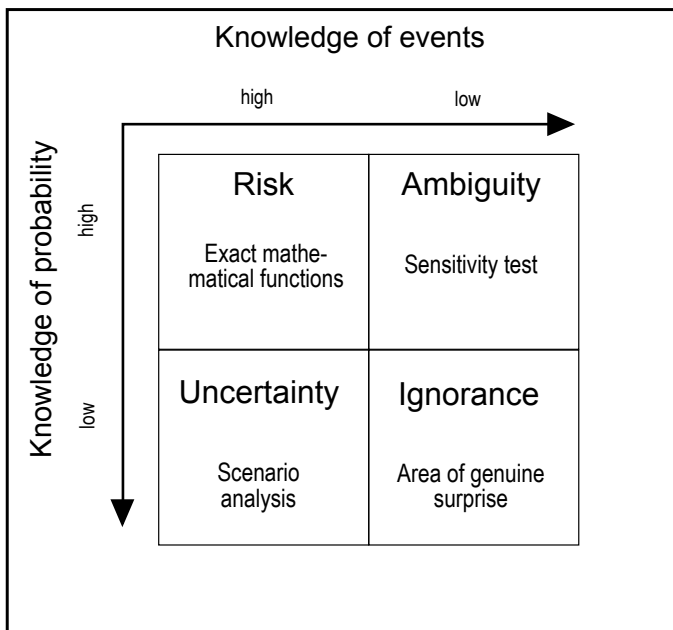 Knowledge of events
high
low
Knowledge of probability
high
low
Risk
Ambiguity
Exact mathe-
matical functions
Sensitivity test
Uncertainty
Ignorance
Scenario
analysis
Area of genuine
surprise